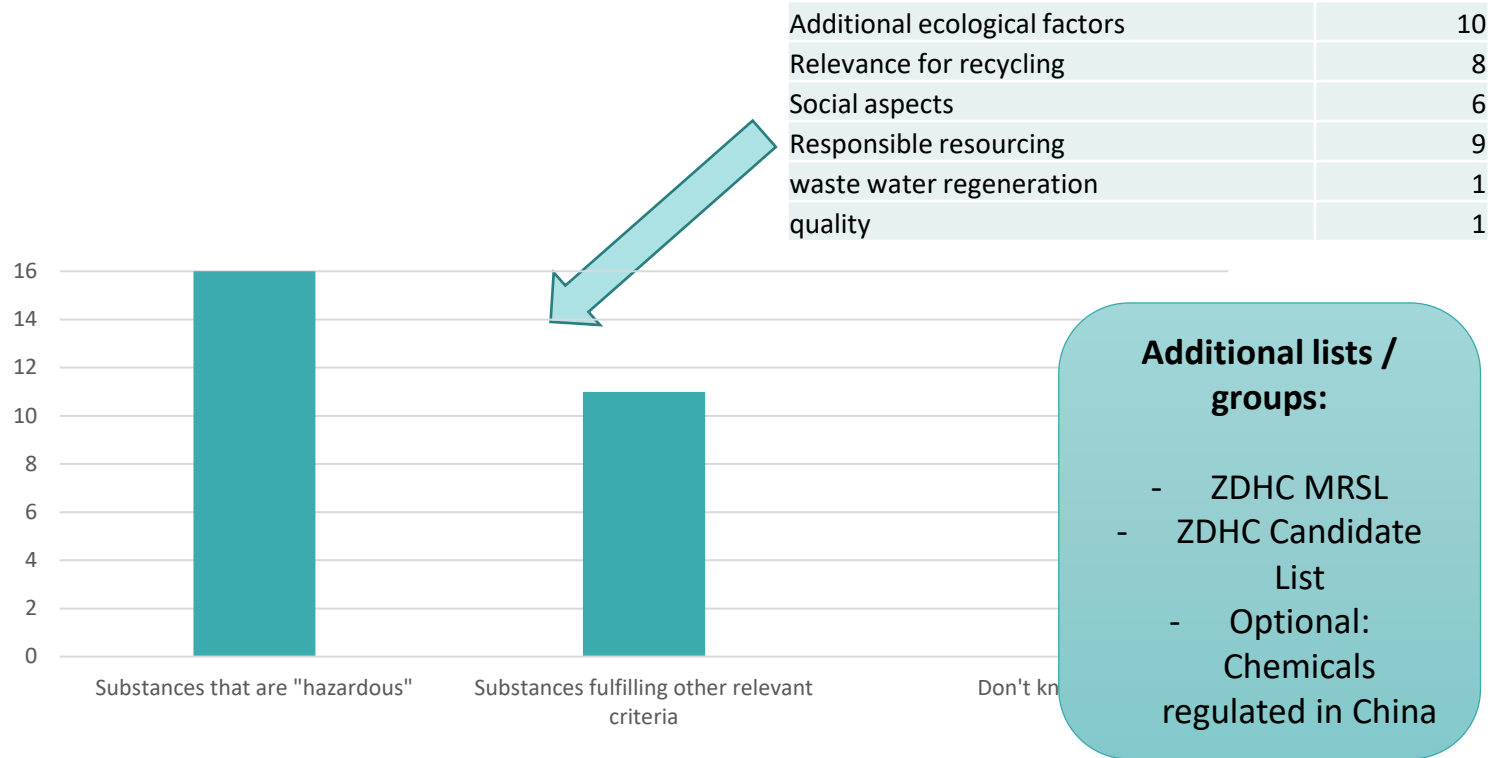 Additional ecological factors 10
Relevance for recycling 8
Social aspects 6
Responsible resourcing 9
waste water regeneration 1
quality 1
16
14
12
10
8
6
4
2
0
Substances that are "hazardous"
Substances fulfilling other relevant
criteria
Don't
Additional lists /
groups:
- ZDHC MRSL
- ZDHC Candidate
List
- Optional:
Chemicals
regulated in China